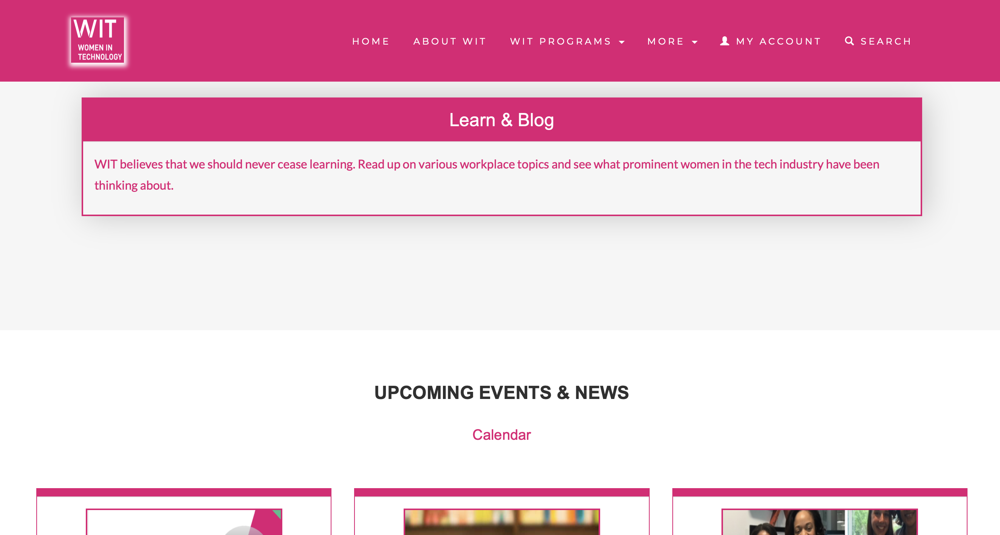 WIT
WOMEN IN
TECHNOLOGY
HOME ABOUT WIT WIT PROGRAMS MORE MY ACCOUNT SEARCH
Learn & Blog
WIT believes that we should never cease learning. Read up on various workplace topics and see what prominent women in the tech industry have been
thinking about.
UPCOMING EVENTS & NEWS
Calendar